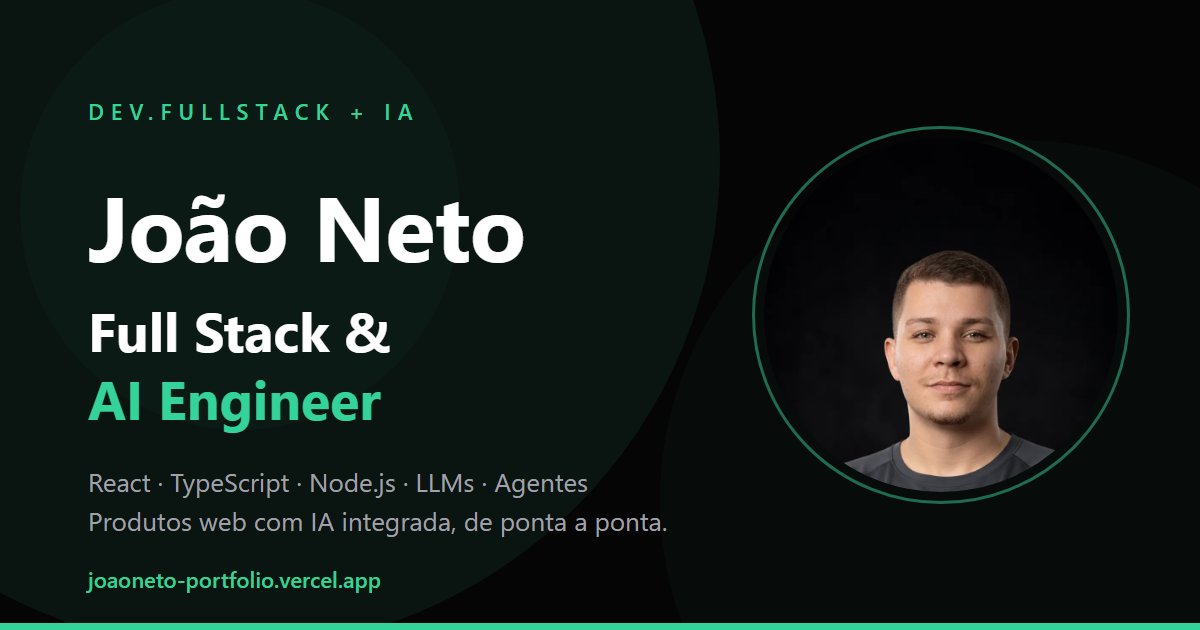 DEV.FULLSTACK + IA
João Neto
Full Stack &
AI Engineer
React · TypeScript · Node.js · LLMs · Agentes
Produtos web com IA integrada, de ponta a ponta.
joaoneto-portfolio.vercel.app